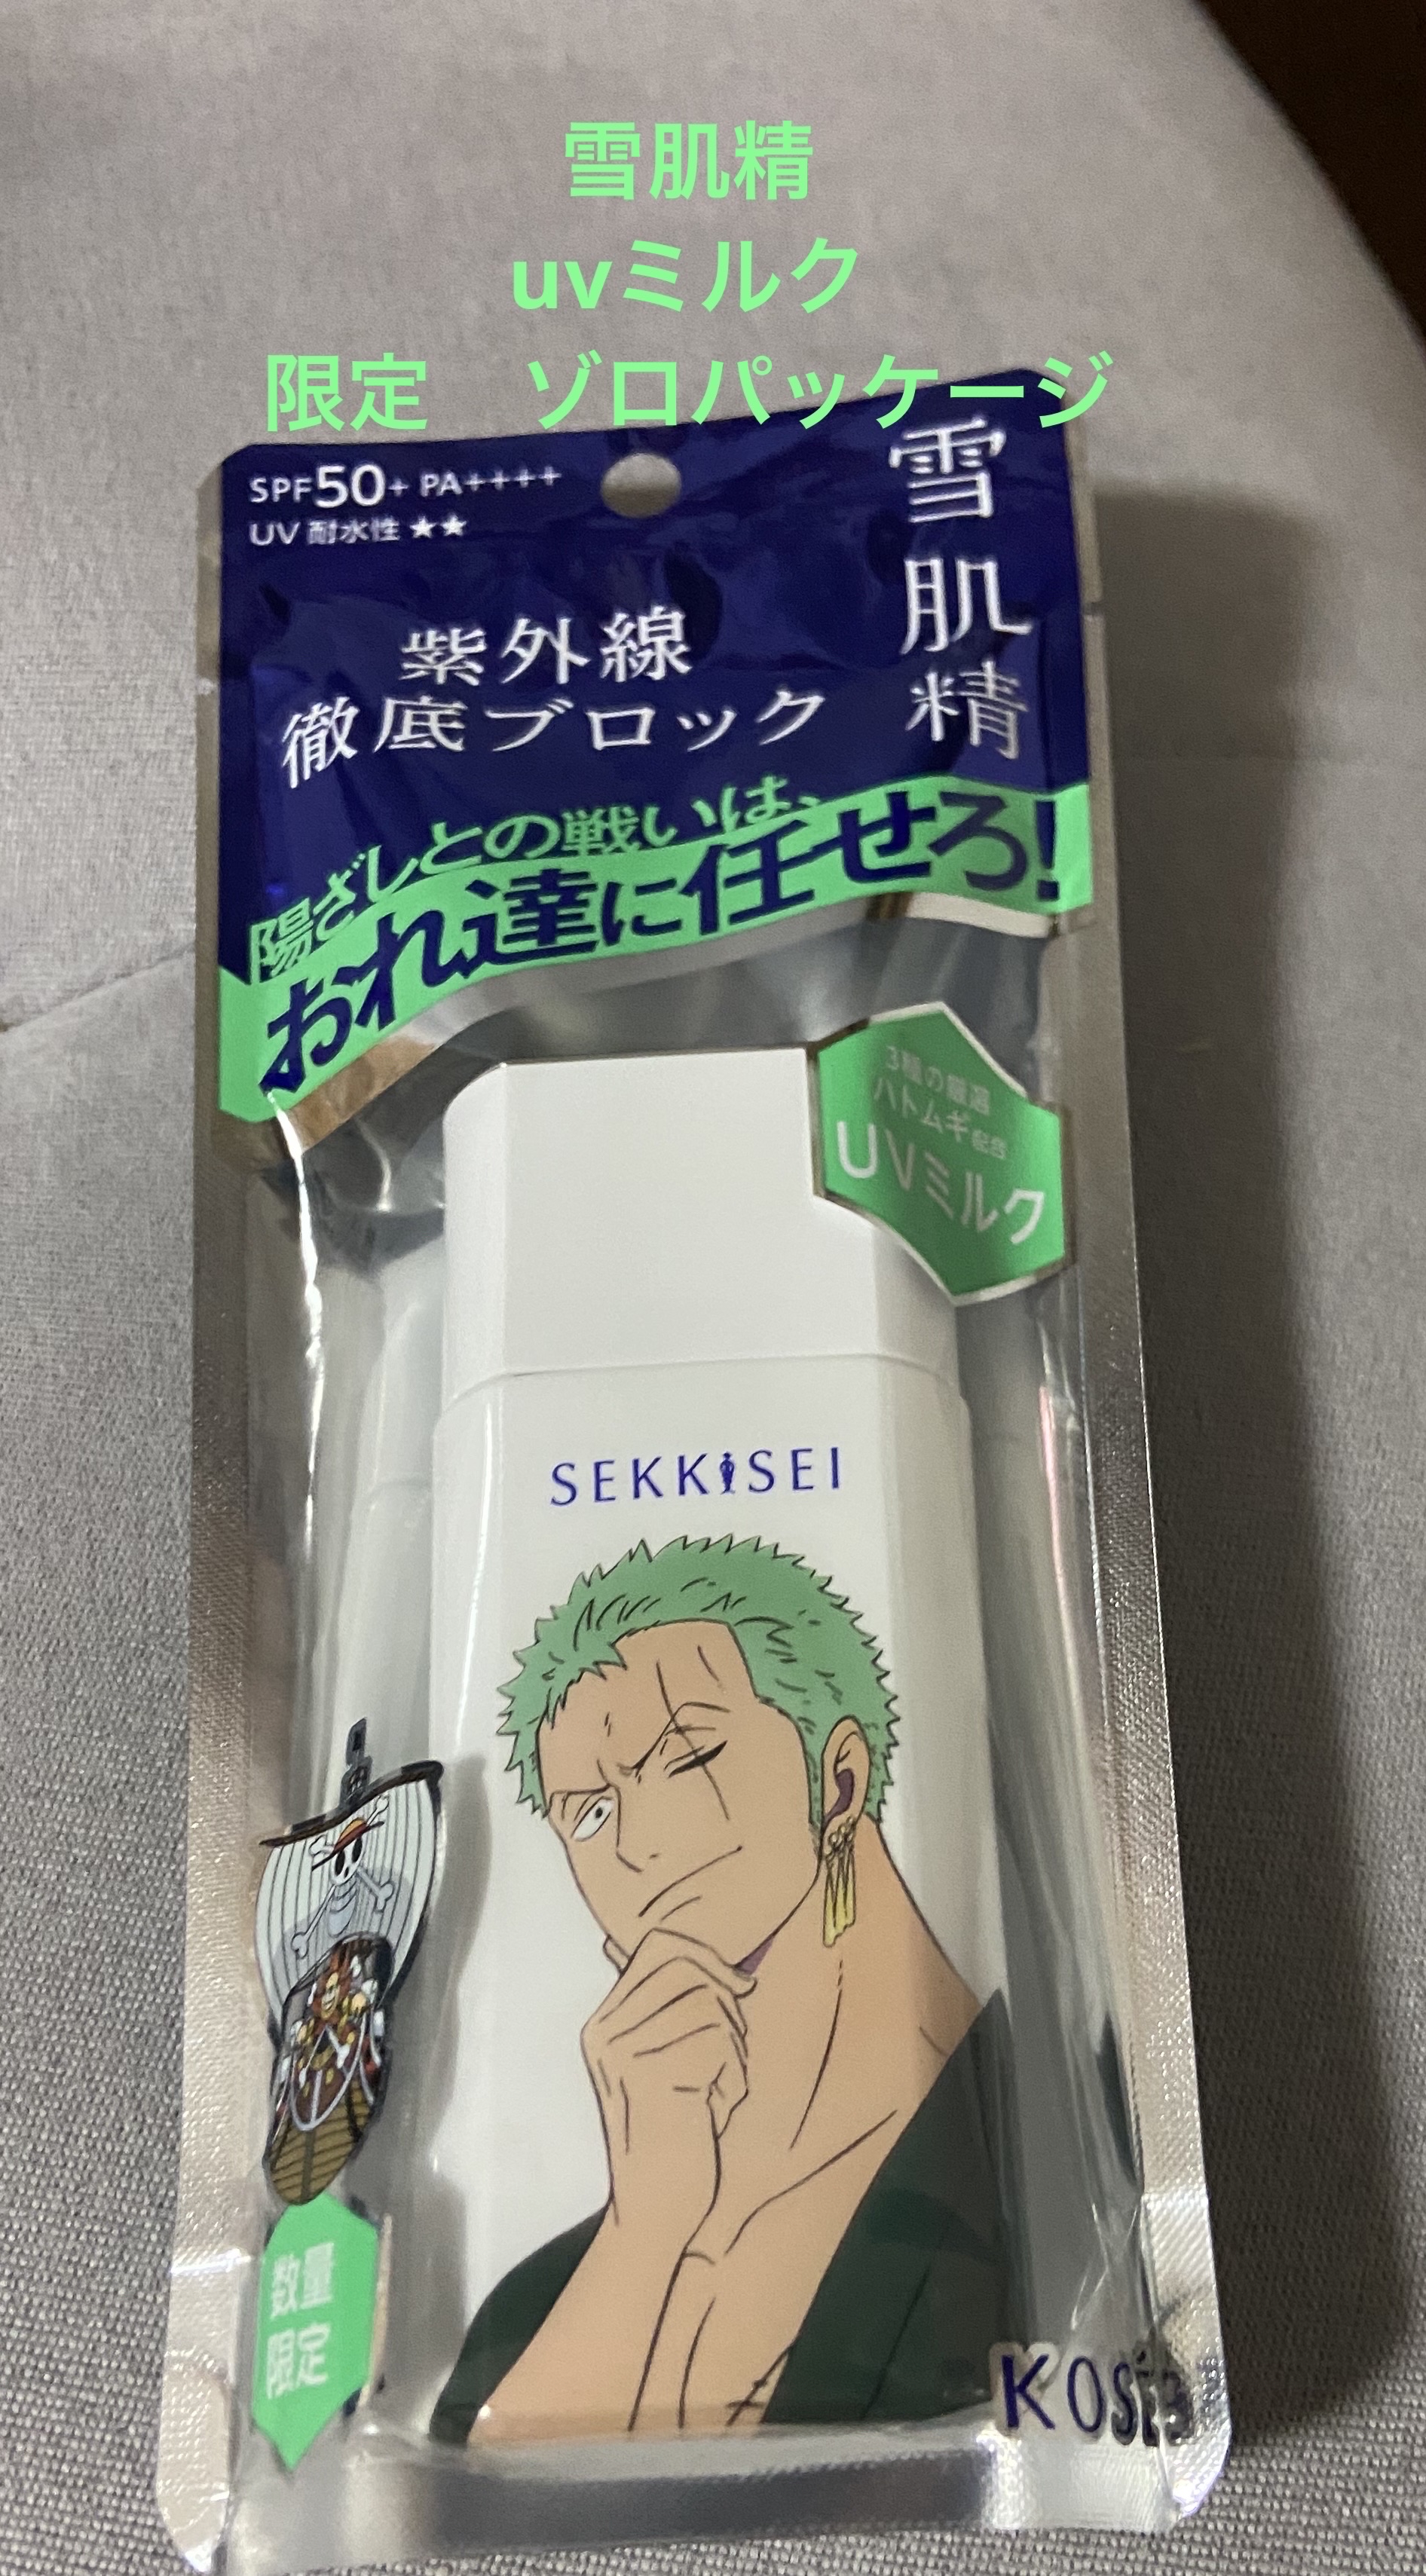 雪肌精
uvミルク
限定　ゾロパッケージ
SPF50+ PA++++
UV 耐水性 ★★
雪肌精
紫外線
徹底ブロック
陽ざしとの戦いは、
おれ達に任せろ!
3種の厳選
ハトムギ配合
UVミルク
SEKKISEI
数量
限定
KOSÉ